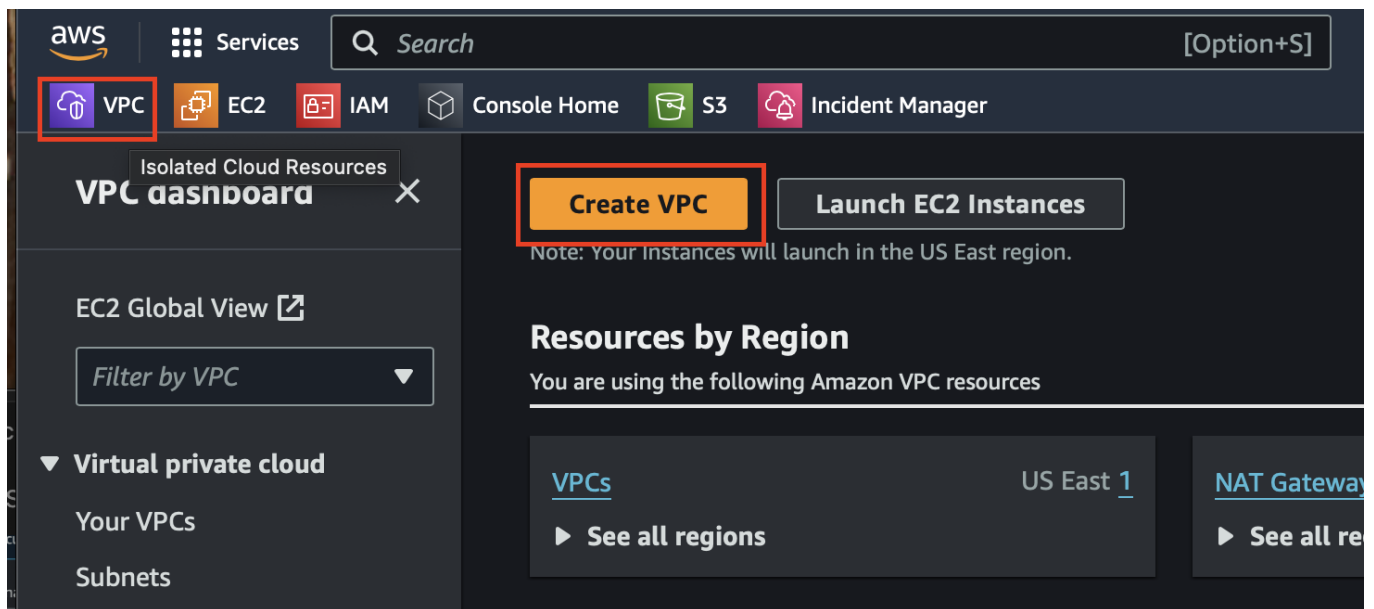 aws Services Search [Option+S]
VPC EC2 IAM Console Home S3 Incident Manager
Isolated Cloud Resources
VPC dashboard
Create VPC Launch EC2 Instances
Note: Your Instances will launch in the US East region.
EC2 Global View
Filter by VPC
Virtual private cloud
Your VPCs
Subnets
Resources by Region
You are using the following Amazon VPC resources
VPCs US East 1
See all regions
NAT Gateway
See all re